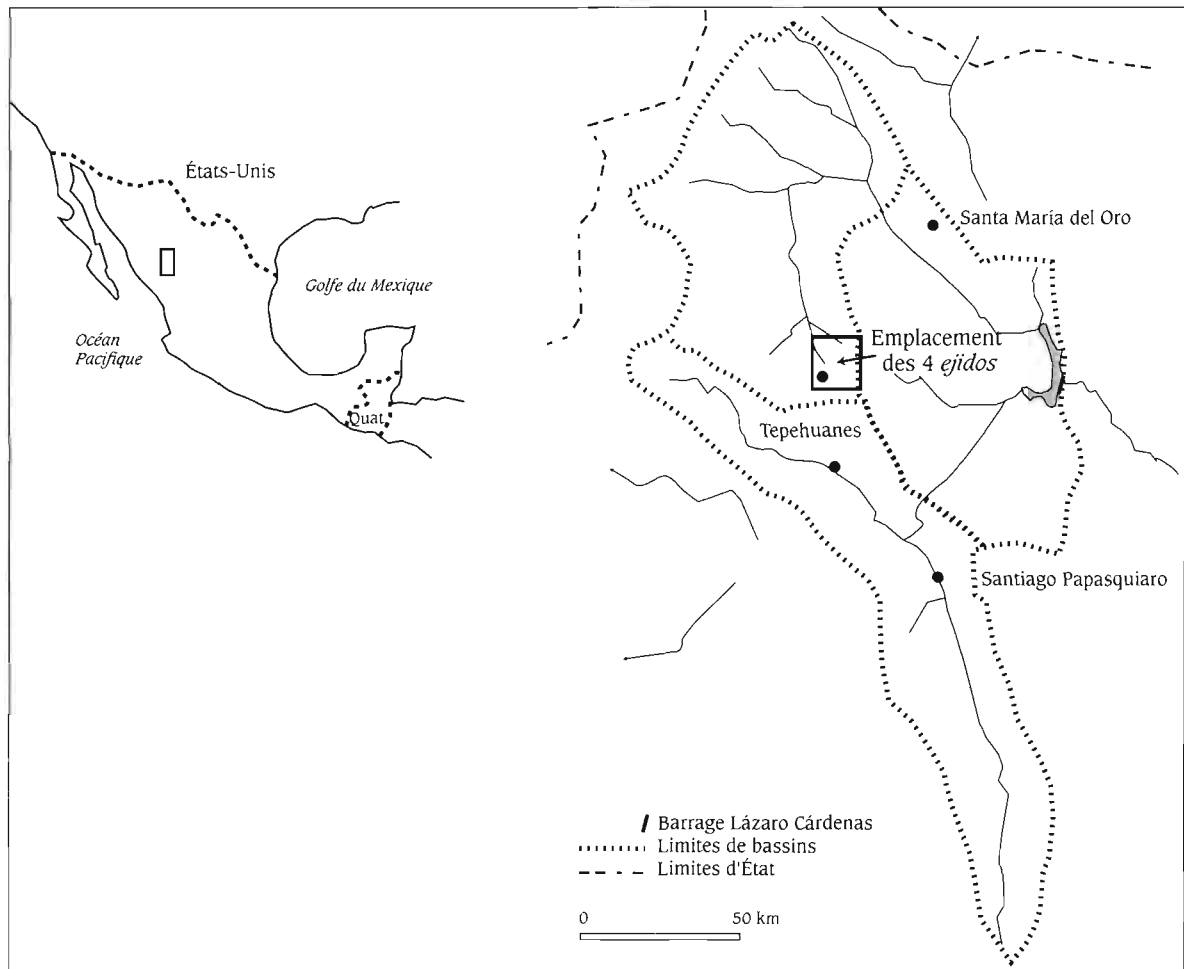 États-Unis
Golfe du Mexique
Océan
Pacifique
Quat
Santa María del Oro
Emplacement
des 4 ejidos
Tepehuanes
Santiago Papasquiaro
Barrage Lázaro Cárdenas
Limites de bassins
Limites d'État
0 50 km